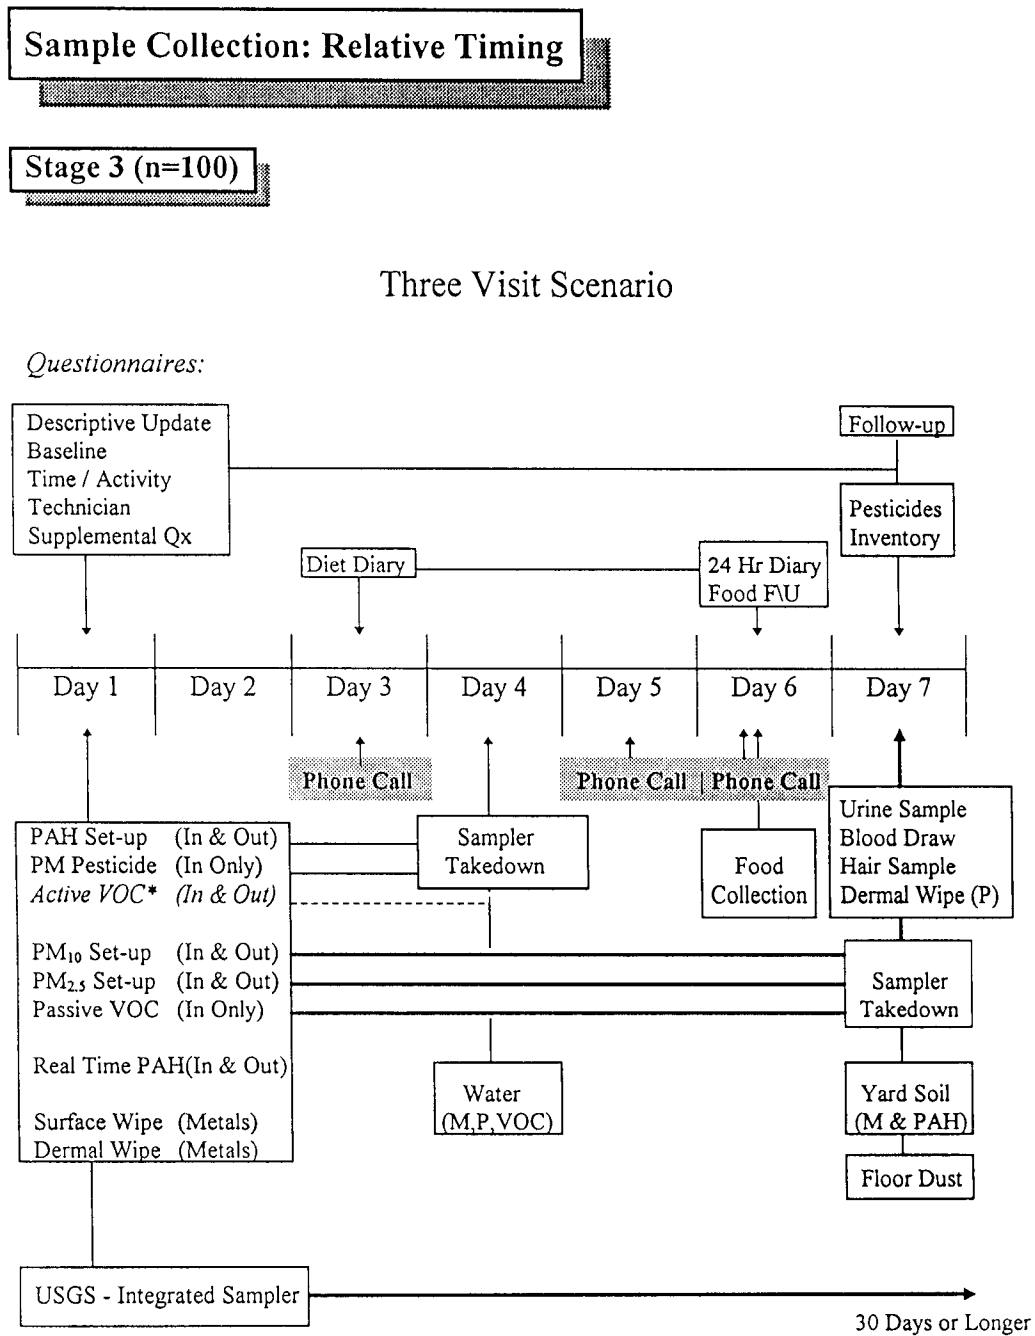 Sample Collection: Relative Timing
Stage 3 (n=100)
Three Visit Scenario
Questionnaires:
Descriptive Update
Baseline
Time / Activity
Technician
Supplemental Qx
Follow-up
Pesticides
Inventory
Diet Diary
24 Hr Diary
Food F\U
Day 1
Day 2
Day 3
Day 4
Day 5
Day 6
Day 7
Phone Call
Phone Call | Phone Call
PAH Set-up (In & Out)
PM Pesticide (In Only)
Active VOC* (In & Out)
PM10 Set-up (In & Out)
PM2.5 Set-up (In & Out)
Passive VOC (In Only)
Real Time PAH(In & Out)
Surface Wipe (Metals)
Dermal Wipe (Metals)
Sampler
Takedown
Food
Collection
Urine Sample
Blood Draw
Hair Sample
Dermal Wipe (P)
Sampler
Takedown
Water
(M,P,VOC)
Yard Soil
(M & PAH)
Floor Dust
USGS - Integrated Sampler
30 Days or Longer